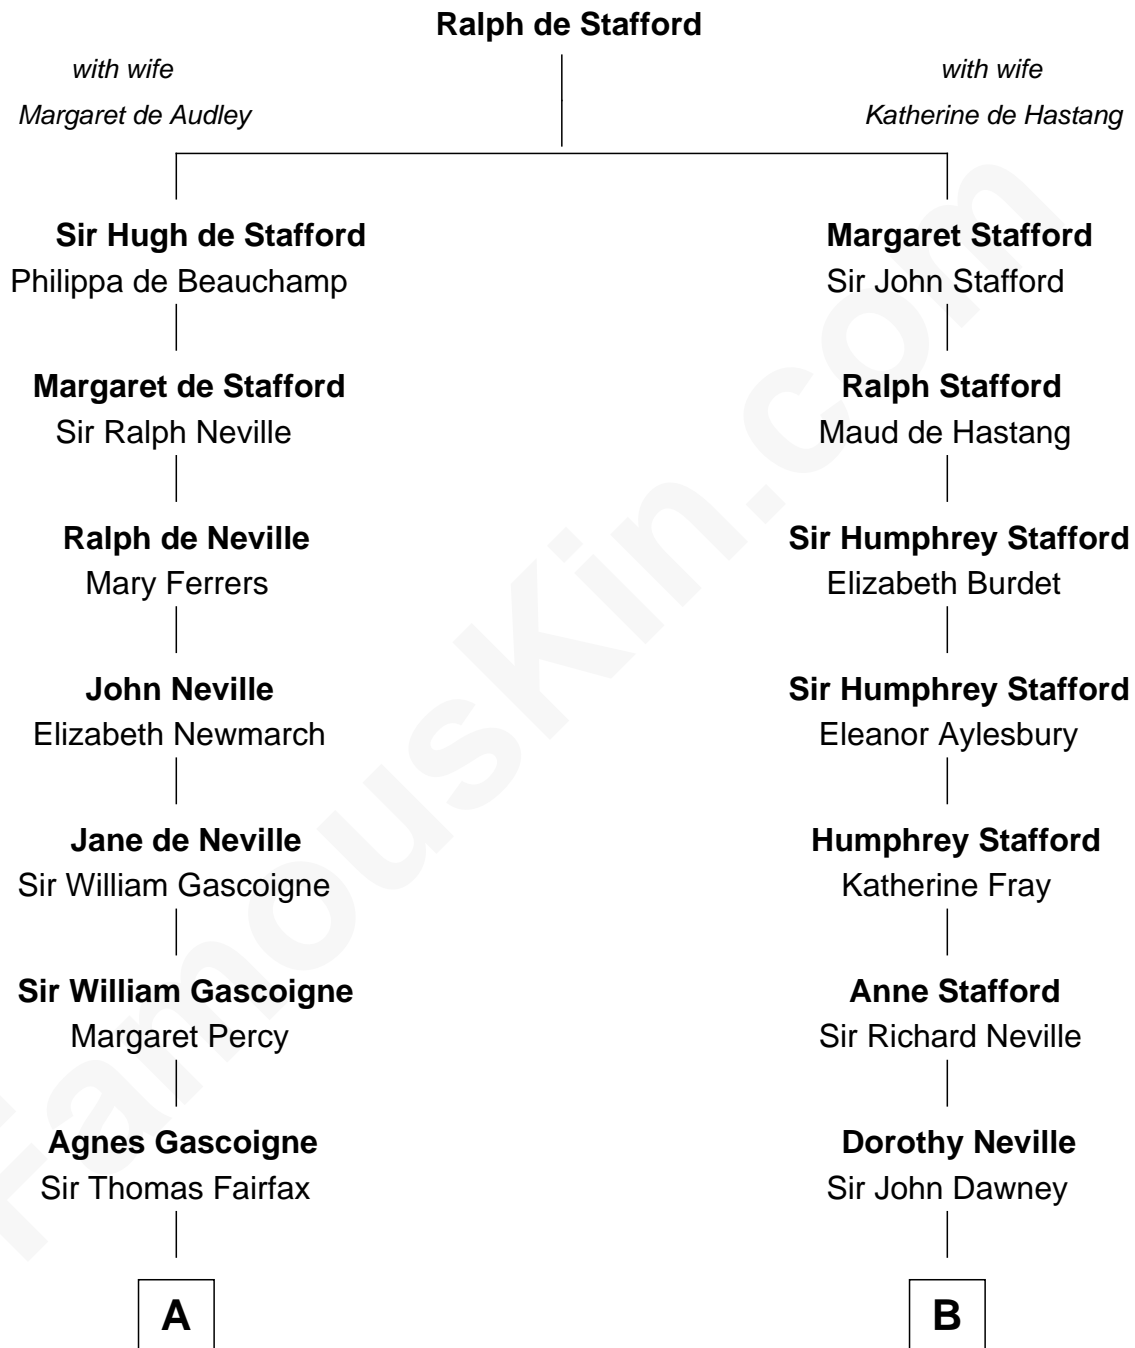 Ralph de Stafford
with wife
Margaret de Audley
with wife
Katherine de Hastang
Sir Hugh de Stafford
Philippa de Beauchamp
Margaret Stafford
Sir John Stafford
Margaret de Stafford
Sir Ralph Neville
Ralph Stafford
Maud de Hastang
Ralph de Neville
Mary Ferrers
Sir Humphrey Stafford
Elizabeth Burdet
John Neville
Elizabeth Newmarch
Sir Humphrey Stafford
Eleanor Aylesbury
Jane de Neville
Sir William Gascoigne
Humphrey Stafford
Katherine Fray
Sir William Gascoigne
Margaret Percy
Anne Stafford
Sir Richard Neville
Agnes Gascoigne
Sir Thomas Fairfax
Dorothy Neville
Sir John Dawney
A
B
FamousKin.com